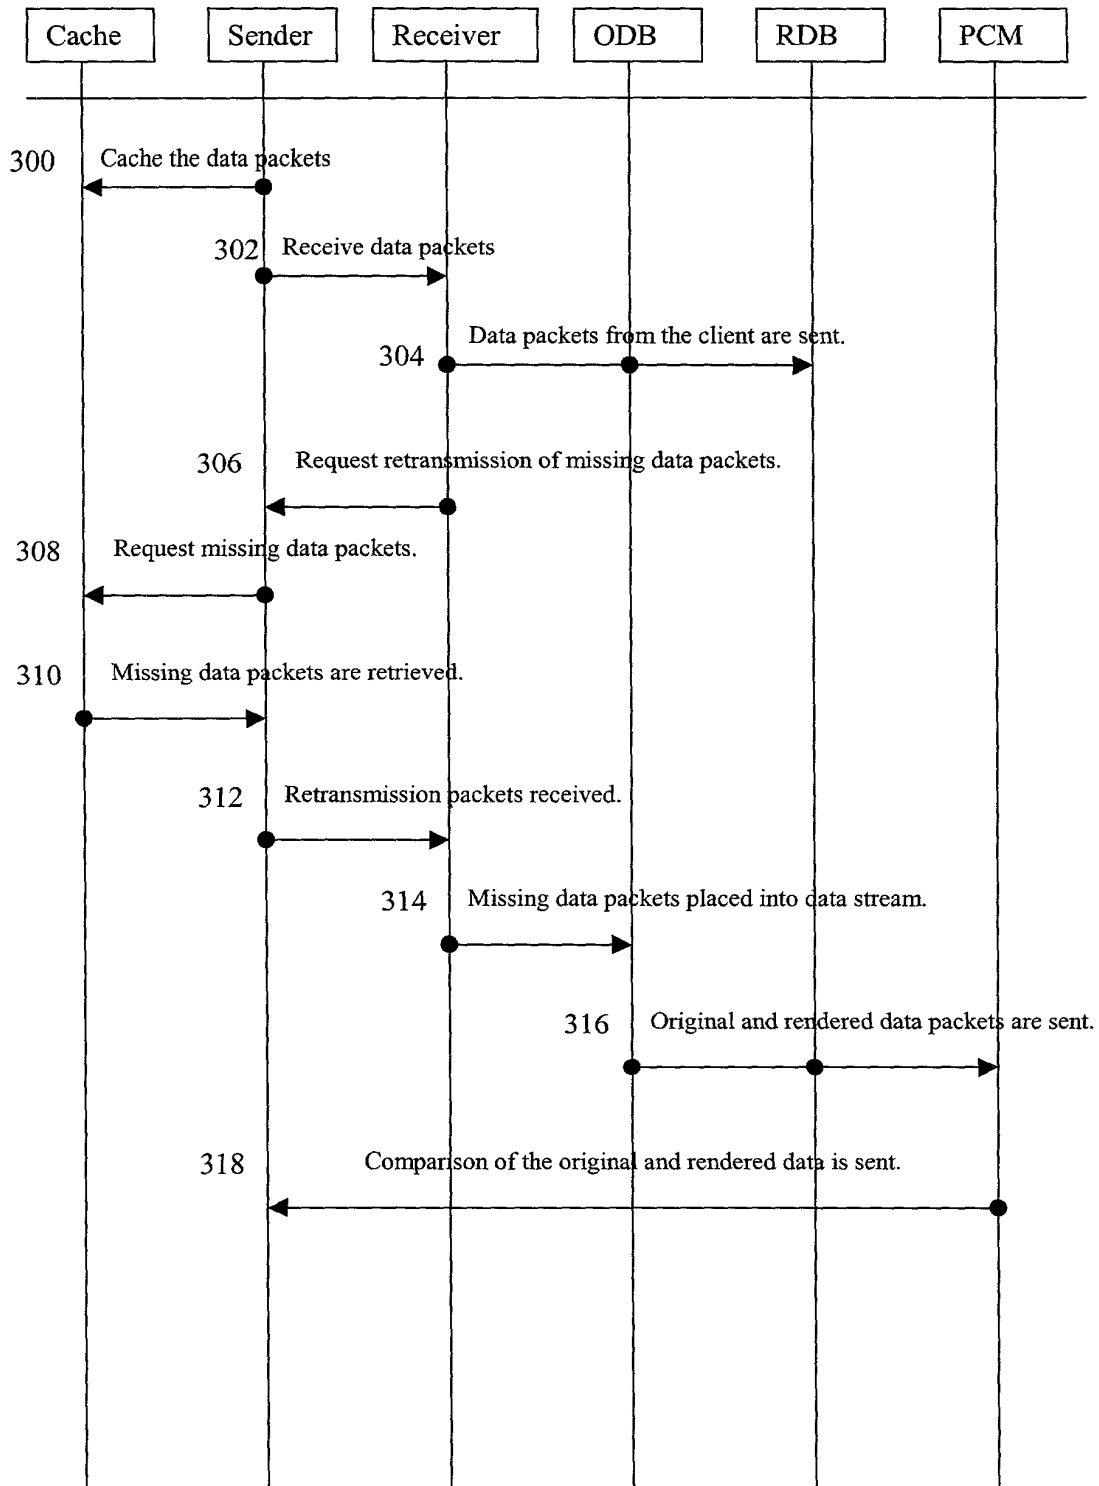 Cache Sender Receiver ODB RDB PCM
300 Cache the data packets
302 Receive data packets
Data packets from the client are sent.
304
306 Request retransmission of missing data packets.
308 Request missing data packets.
310 Missing data packets are retrieved.
312 Retransmission packets received.
314 Missing data packets placed into data stream.
316 Original and rendered data packets are sent.
318 Comparison of the original and rendered data is sent.